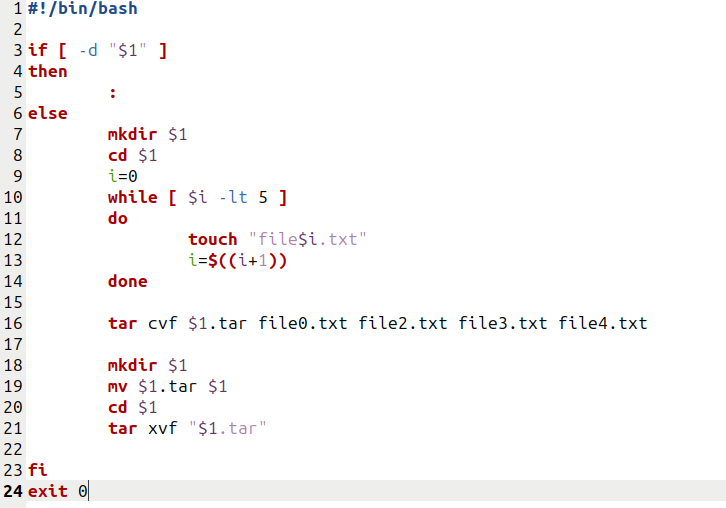 1 #!/bin/bash
2
3 if [ -d "$1" ]
4 then
5 :
6 else
7 mkdir $1
8 cd $1
9 i=0
10 while [ $i -lt 5 ]
11 do
12 touch "file$i.txt"
13 i=$((i+1))
14 done
15
16 tar cvf $1.tar file0.txt file2.txt file3.txt file4.txt
17
18 mkdir $1
19 mv $1.tar $1
20 cd $1
21 tar xvf "$1.tar"
22
23 fi
24 exit 0